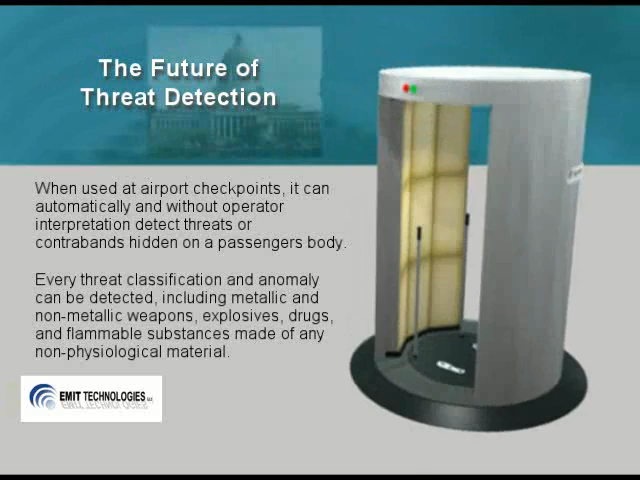 The Future of
Threat Detection
When used at airport checkpoints, it can
automatically and without operator
interpretation detect threats or
contrabands hidden on a passengers body.
Every threat classification and anomaly
can be detected, including metallic and
non-metallic weapons, explosives, drugs,
and flammable substances made of any
non-physiological material.
EMIT TECHNOLOGIES LLC